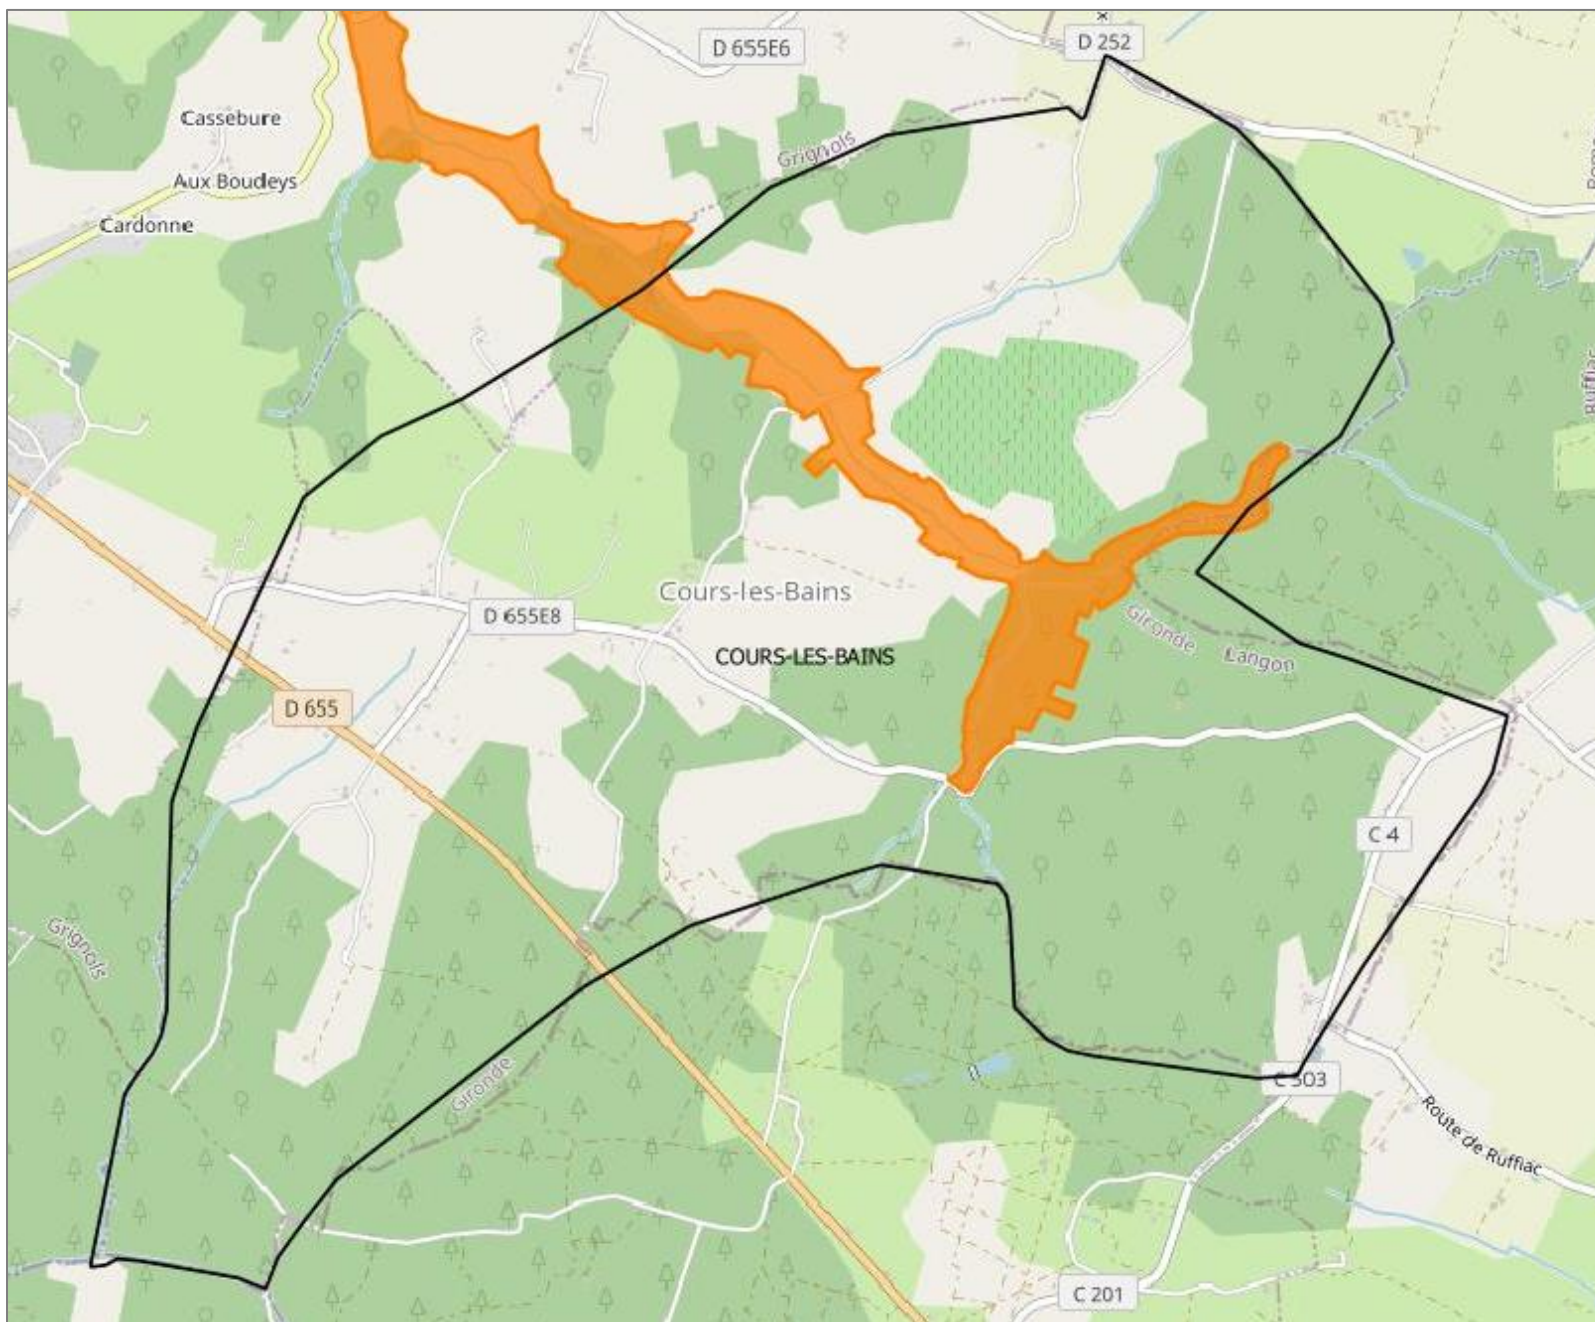 D 655E6
D 252
Cassebure
Grignols
Aux Boudeys
Cardonne
Ruffiac
Cours-les-Bains
D 655E8
Gironde
COURS-LES-BAINS
Langon
D 655
C 4
Grignols
Gironde
C 503
Route de Ruffiac
C 201